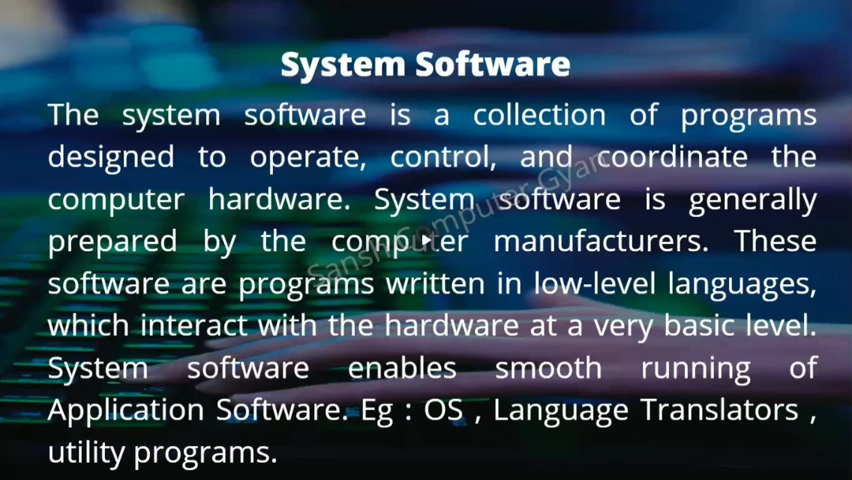 System Software
The system software is a collection of programs
designed to operate, control, and coordinate the
computer hardware. System software is generally
prepared by the computer manufacturers. These
software are programs written in low-level languages,
which interact with the hardware at a very basic level.
System software enables smooth running of
Application Software. Eg : OS , Language Translators ,
utility programs.
Sansh Computer Gyan